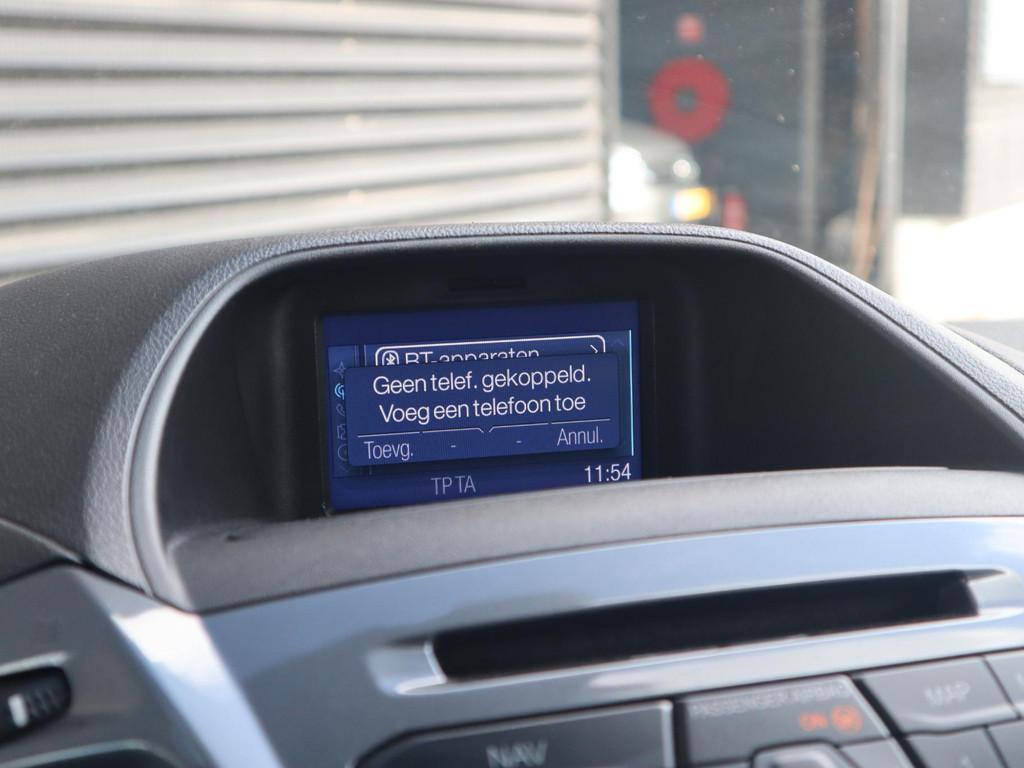 BT-apparaten
Geen telef. gekoppeld.
Voeg een telefoon toe
Toevg. - - Annul.
TP TA 11:54
PASSENGER AIRBAG
ON
MAP
NAV